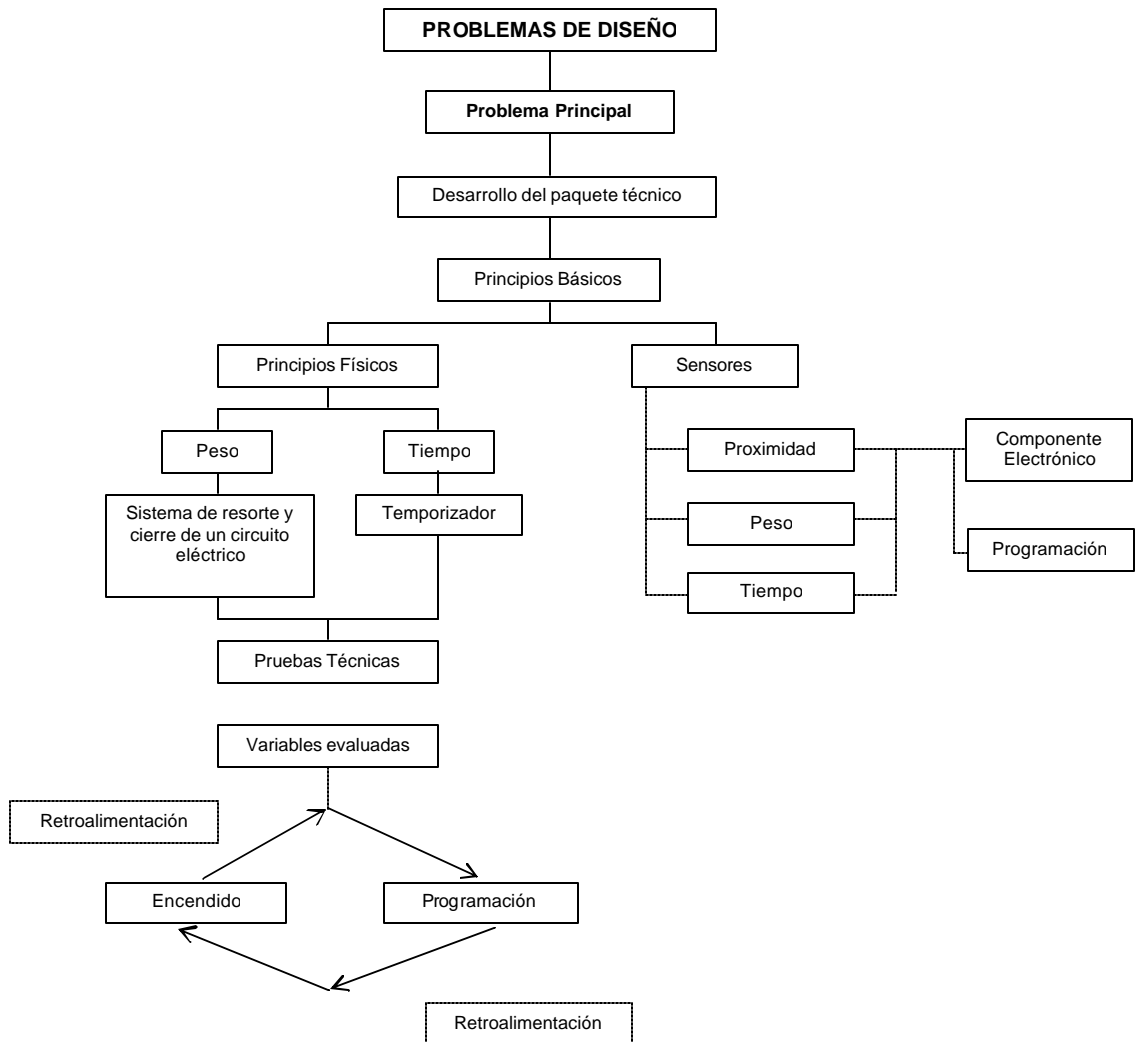 PROBLEMAS DE DISEÑO
Problema Principal
Desarrollo del paquete técnico
Principios Básicos
Principios Físicos
Sensores
Peso
Tiempo
Sistema de resorte y
cierre de un circuito
eléctrico
Temporizador
Proximidad
Peso
Tiempo
Componente
Electrónico
Programación
Pruebas Técnicas
Variables evaluadas
Retroalimentación
Encendido
Programación
Retroalimentación